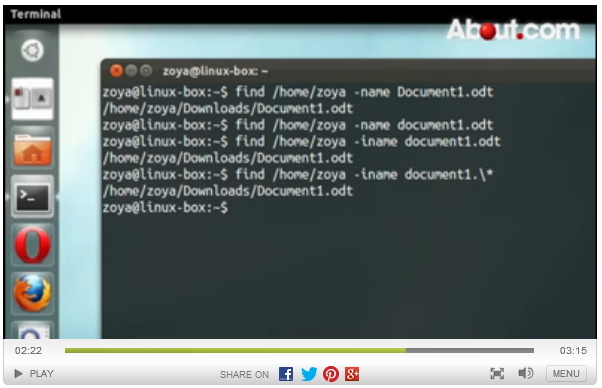 Terminal
About.com
zoya@linux-box: ~
zoya@linux-box:~$ find /home/zoya -name Document1.odt
/home/zoya/Downloads/Document1.odt
zoya@linux-box:~$ find /home/zoya -name document1.odt
zoya@linux-box:~$ find /home/zoya -iname document1.odt
/home/zoya/Downloads/Document1.odt
zoya@linux-box:~$ find /home/zoya -iname document1.\*
/home/zoya/Downloads/Document1.odt
zoya@linux-box:~$
02:22 03:15
PLAY SHARE ON MENU